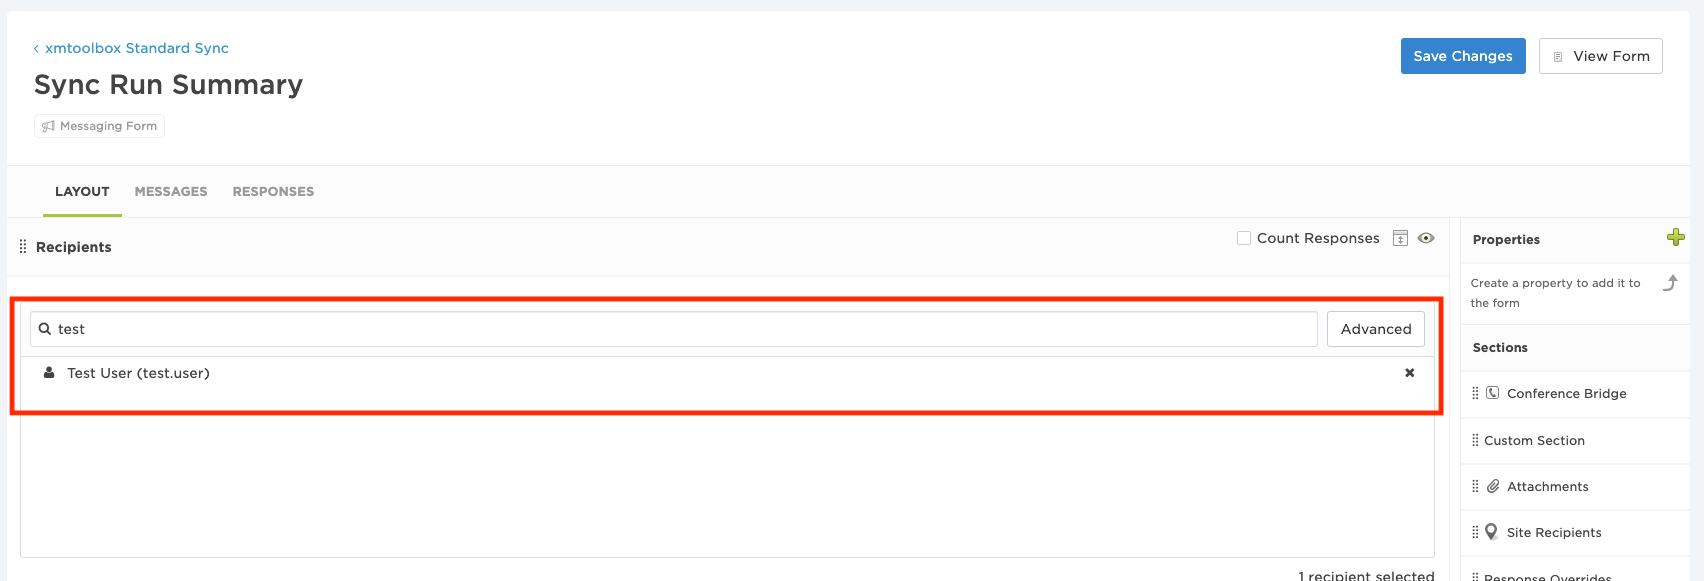 ‹ xmtoolbox Standard Sync
Save Changes
View Form
Sync Run Summary
Messaging Form
LAYOUT MESSAGES RESPONSES
Recipients
Count Responses
Properties
Create a property to add it to
the form
test
Advanced
Test User (test.user)
Sections
Conference Bridge
Custom Section
Attachments
Site Recipients
Response Overrides
1 recipient selected